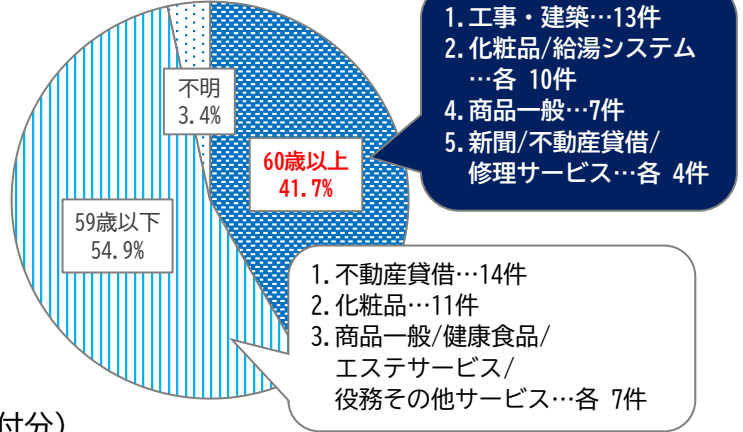 1.工事・建築…13件
2.化粧品/給湯システム
…各 10件
4.商品一般…7件
5.新聞/不動産貸借/
修理サービス…各 4件
不明
3.4%
60歳以上
41.7%
59歳以下
54.9%
1.不動産貸借…14件
2.化粧品…11件
3.商品一般/健康食品/
エステサービス/
役務その他サービス…各 7件
付分）